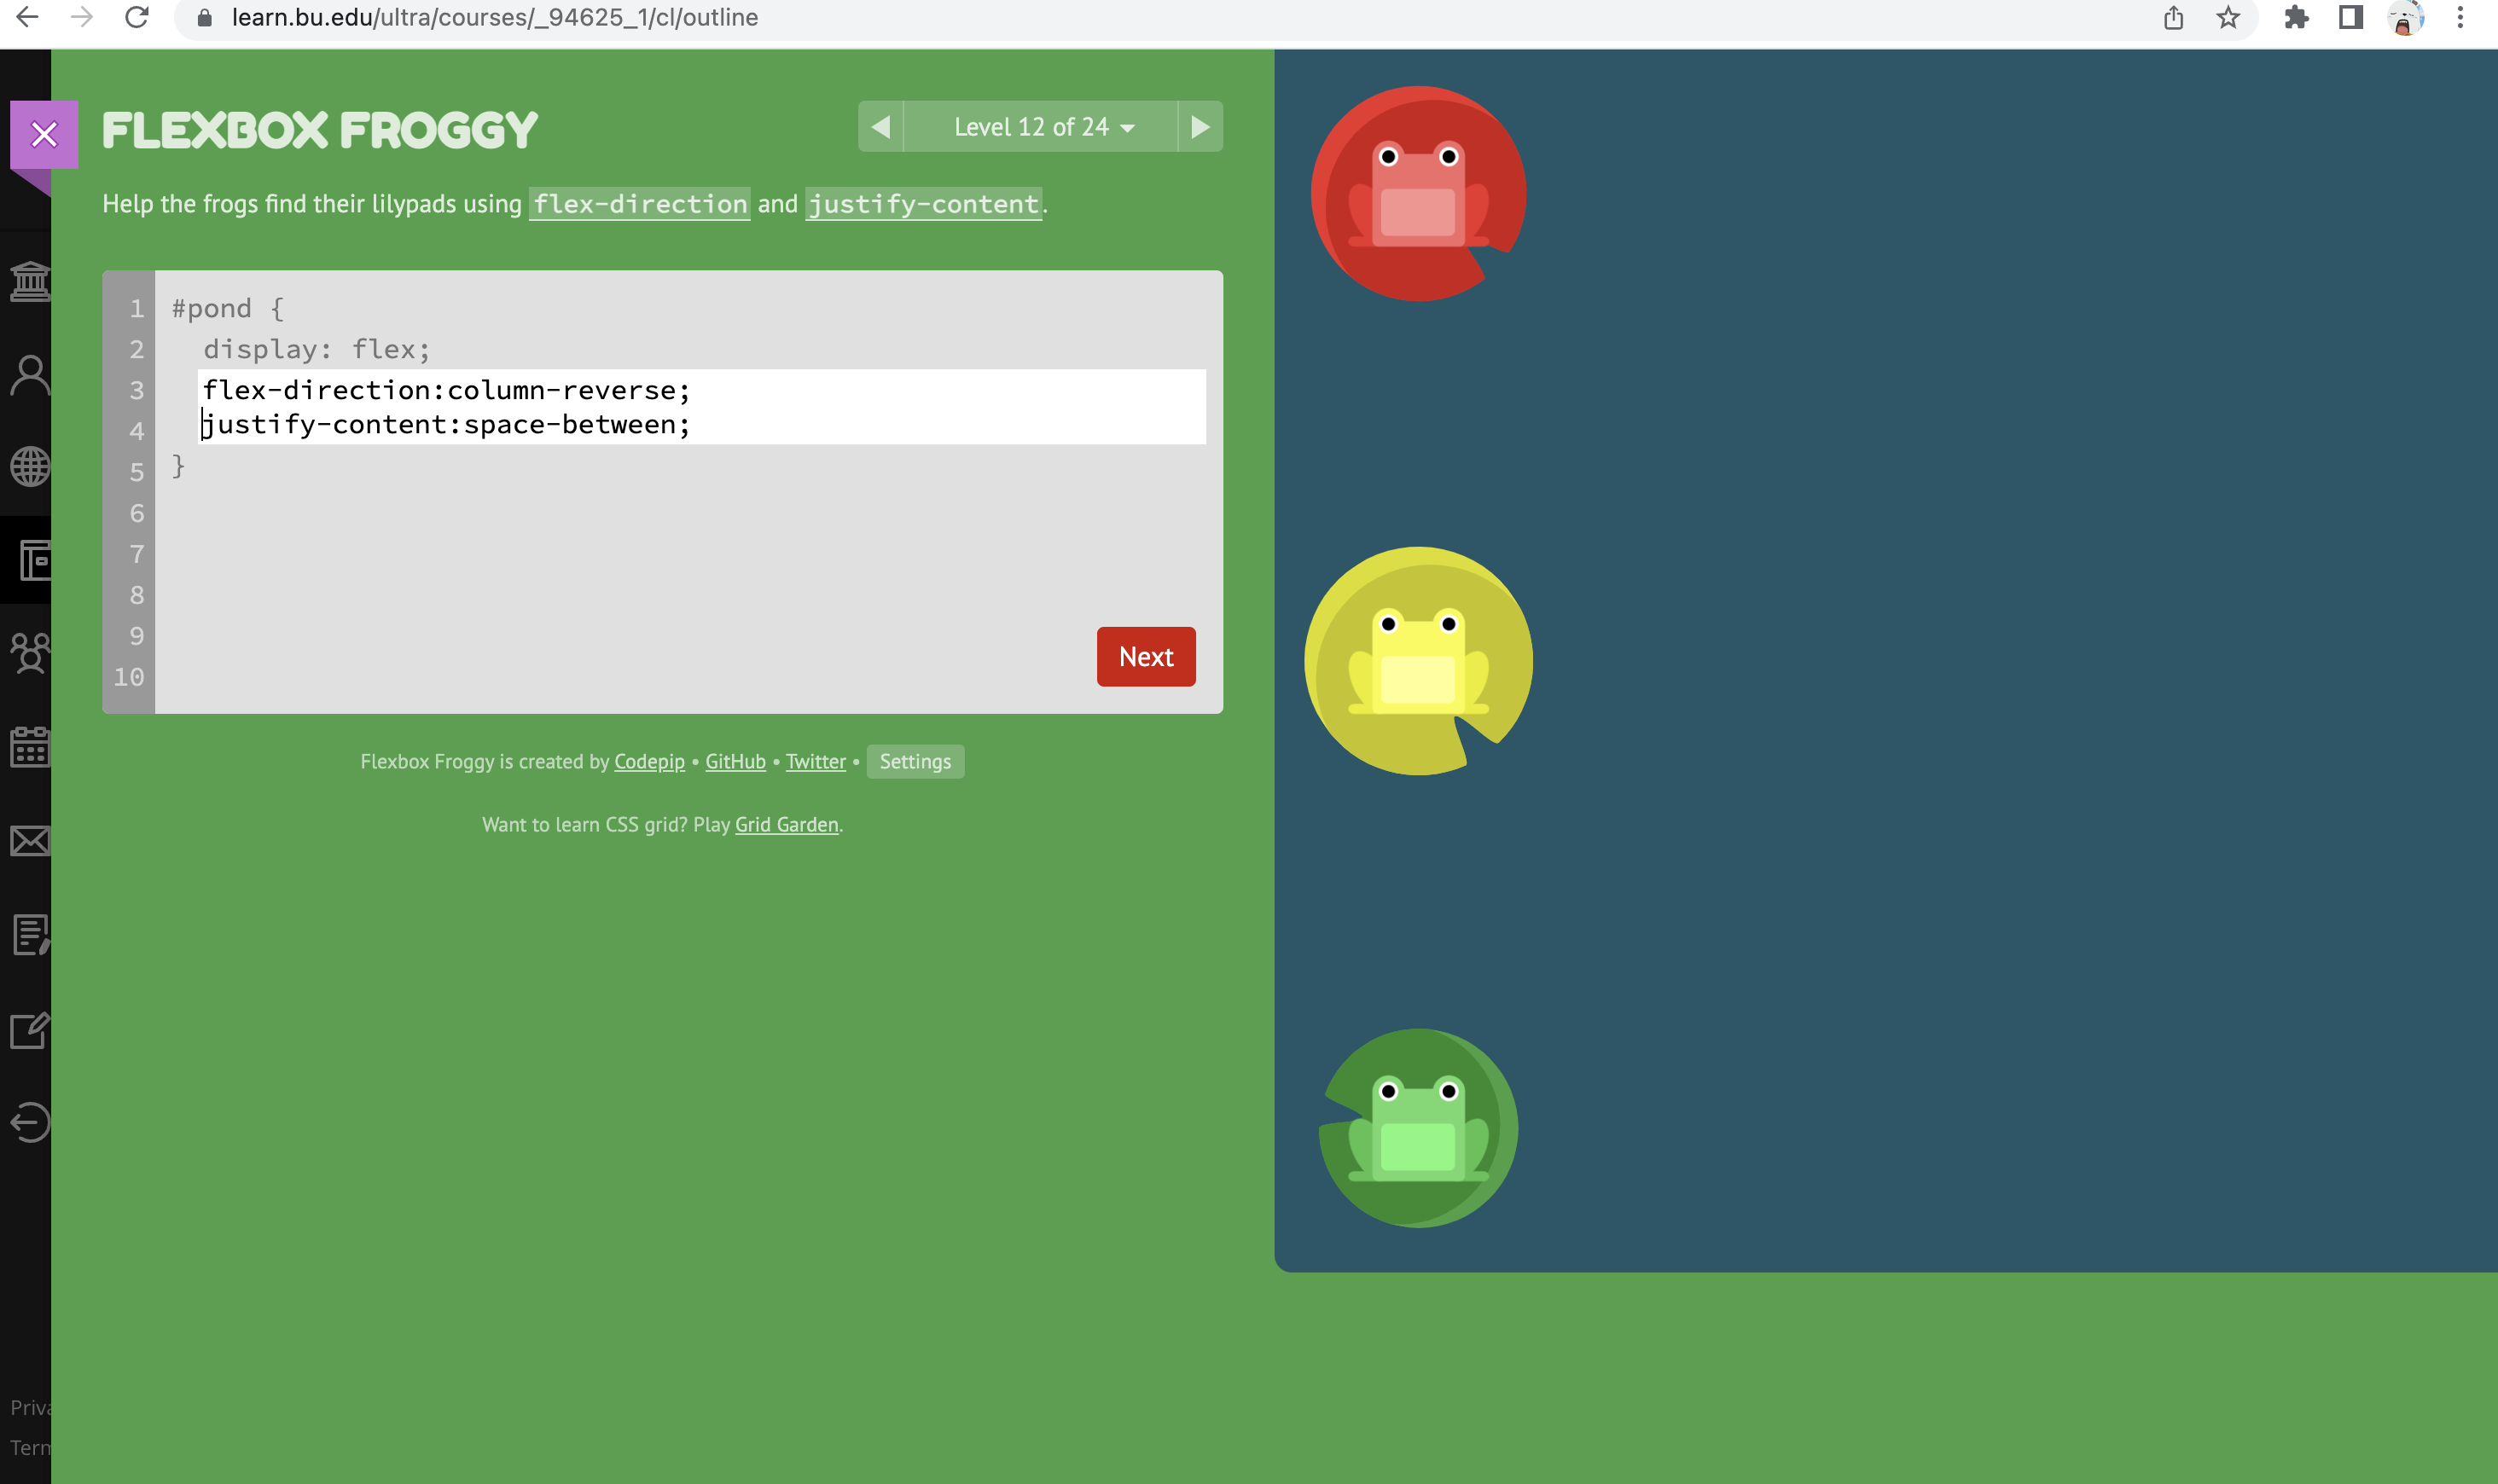 learn.bu.edu/ultra/courses/_94625_1/cl/outline
FLEXBOX FROGGY
Level 12 of 24
Help the frogs find their lilypads using flex-direction and justify-content.
1 #pond {
2 display: flex;
3 flex-direction:column-reverse;
4 justify-content:space-between;
5 }
6
7
8
9
10
Next
Flexbox Froggy is created by Codepip • GitHub • Twitter • Settings
Want to learn CSS grid? Play Grid Garden.
Priva
Term